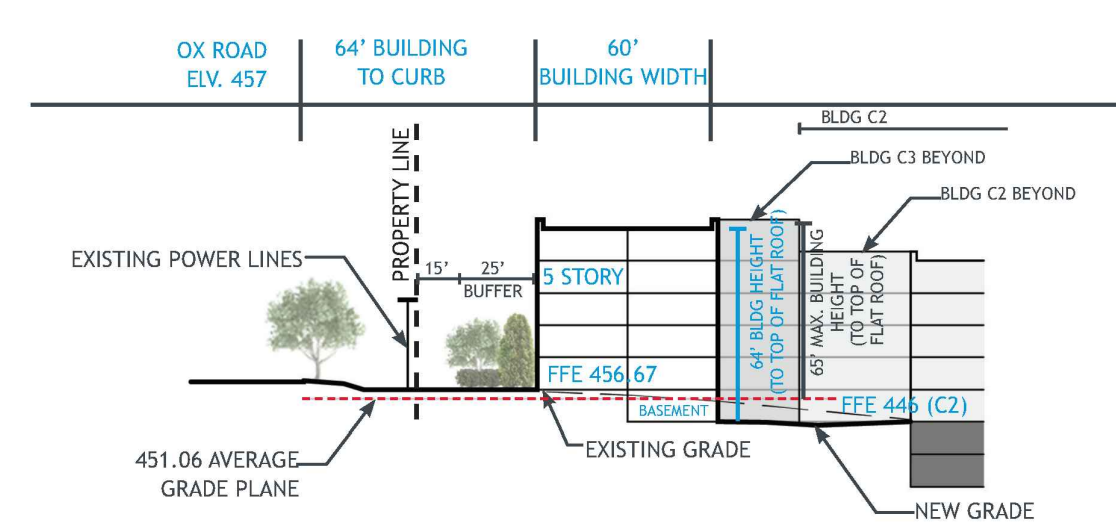 OX ROAD
ELV. 457
64' BUILDING
TO CURB
60'
BUILDING WIDTH
BLDG C2
BLDG C3 BEYOND
BLDG C2 BEYOND
PROPERTY LINE
EXISTING POWER LINES
15'
25'
BUFFER
5 STORY
64' BLDG HEIGHT
(TO TOP OF FLAT ROOF)
65' MAX. BUILDING
HEIGHT
(TO TOP OF
FLAT ROOF)
FFE 456.67
BASEMENT
FFE 446 (C2)
451.06 AVERAGE
GRADE PLANE
EXISTING GRADE
NEW GRADE